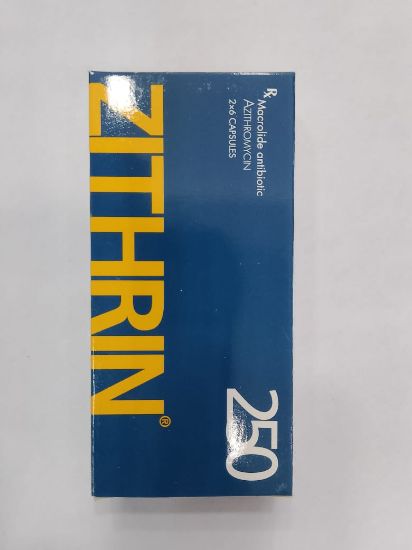 ℞ Macrolide antibiotic
AZITHROMYCIN
2x6 CAPSULES
ZITHRIN®
250